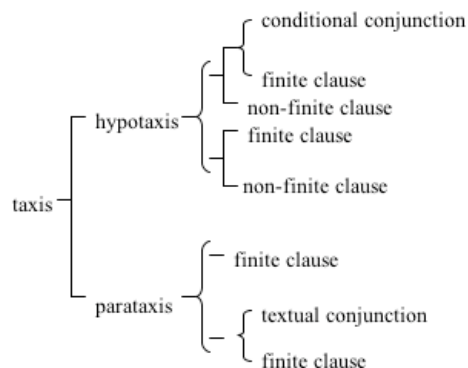 conditional conjunction
finite clause
non-finite clause
hypotaxis
finite clause
non-finite clause
taxis
finite clause
parataxis
textual conjunction
finite clause